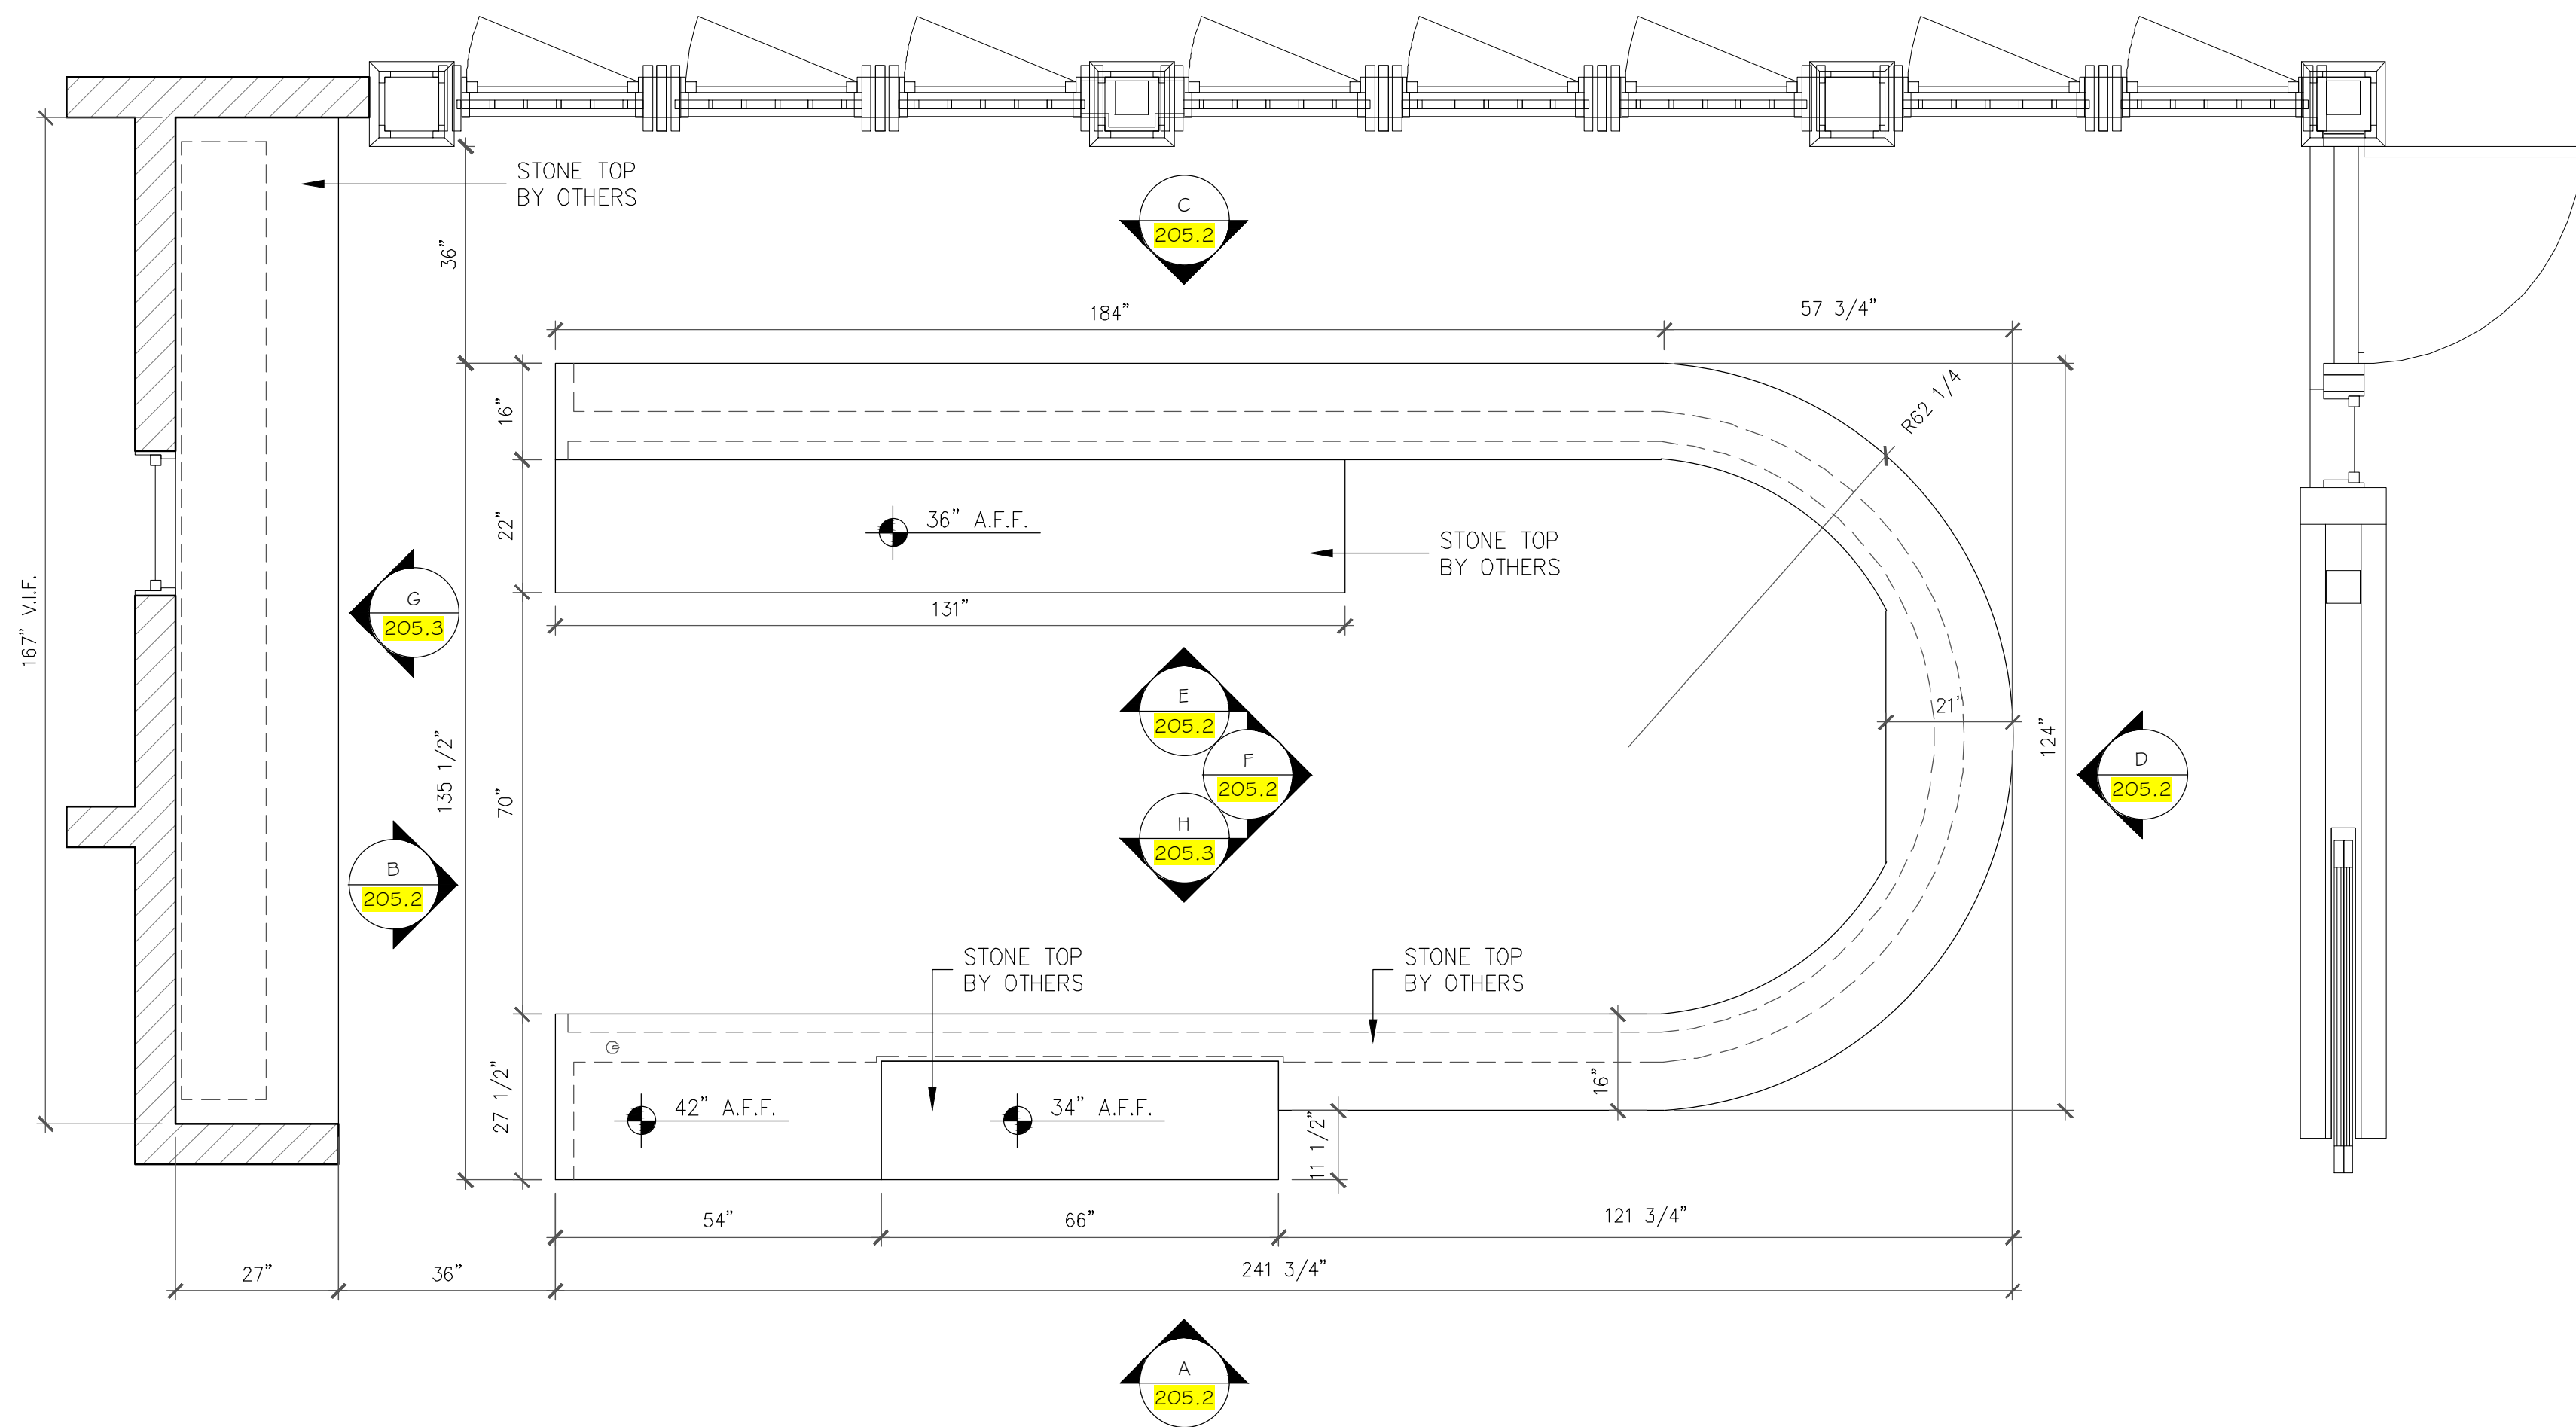 STONE TOP
BY OTHERS
C
205.2
36"
184"
57 3/4"
R62 1/4
16"
22"
36" A.F.F.
STONE TOP
BY OTHERS
131"
167" V.I.F.
G
205.3
E
205.2
F
205.2
H
205.3
21"
124"
D
205.2
135 1/2"
70"
B
205.2
STONE TOP
BY OTHERS
STONE TOP
BY OTHERS
27 1/2"
42" A.F.F.
34" A.F.F.
16"
11 1/2"
54"
66"
121 3/4"
27"
36"
241 3/4"
A
205.2